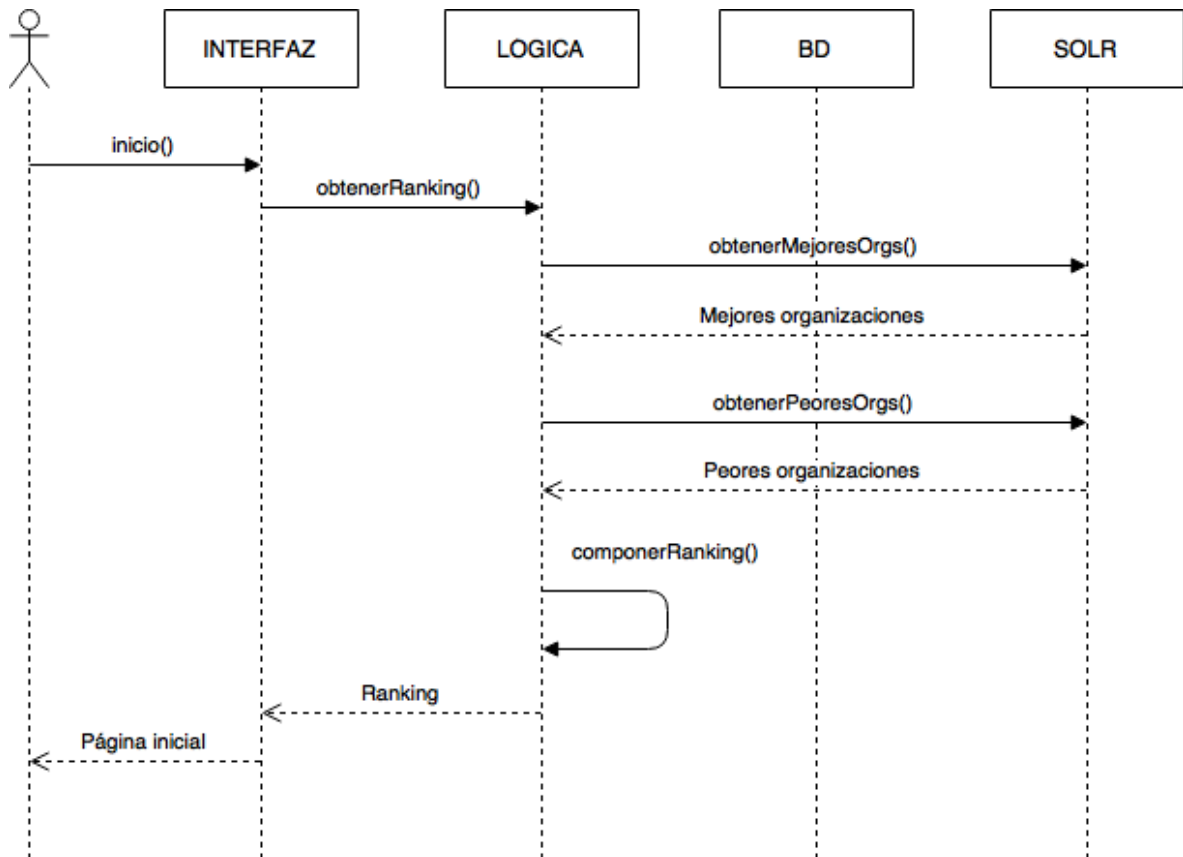 INTERFAZ
LOGICA
BD
SOLR
inicio()
obtenerRanking()
obtenerMejoresOrgs()
Mejores organizaciones
obtenerPeoresOrgs()
Peores organizaciones
componerRanking()
Ranking
Página inicial